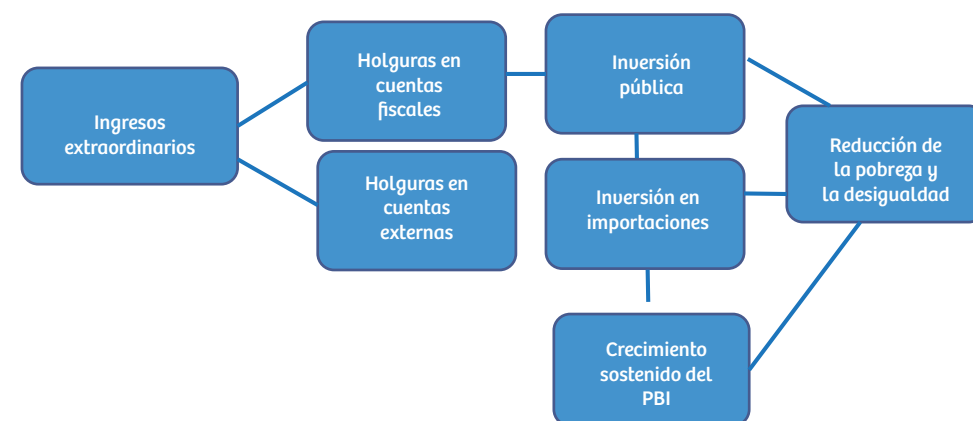 Ingresos
extraordinarios
Holguras en
cuentas
fiscales
Holguras en
cuentas
externas
Inversión
pública
Inversión en
importaciones
Crecimiento
sostenido del
PBI
Reducción de
la pobreza y
la desigualdad